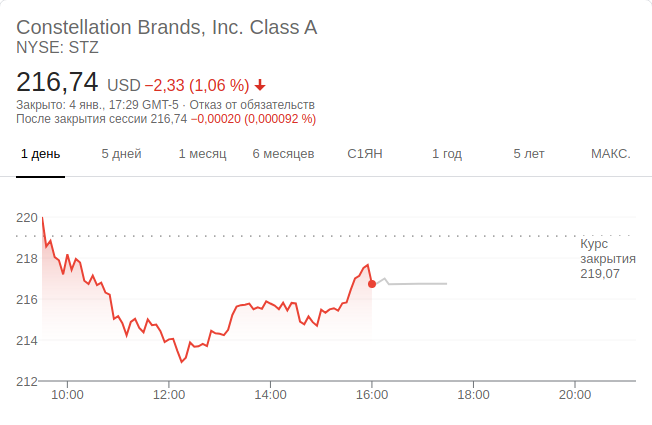 Constellation Brands, Inc. Class A
NYSE: STZ
216,74 USD −2,33 (1,06 %)
Закрыто: 4 янв., 17:29 GMT-5 · Отказ от обязательств
После закрытия сессии 216,74 −0,00020 (0,000092 %)
1 день 5 дней 1 месяц 6 месяцев С1ЯН 1 год 5 лет МАКС.
220
Курс
закрытия
219,07
218
216
214
212
10:00 12:00 14:00 16:00 18:00 20:00